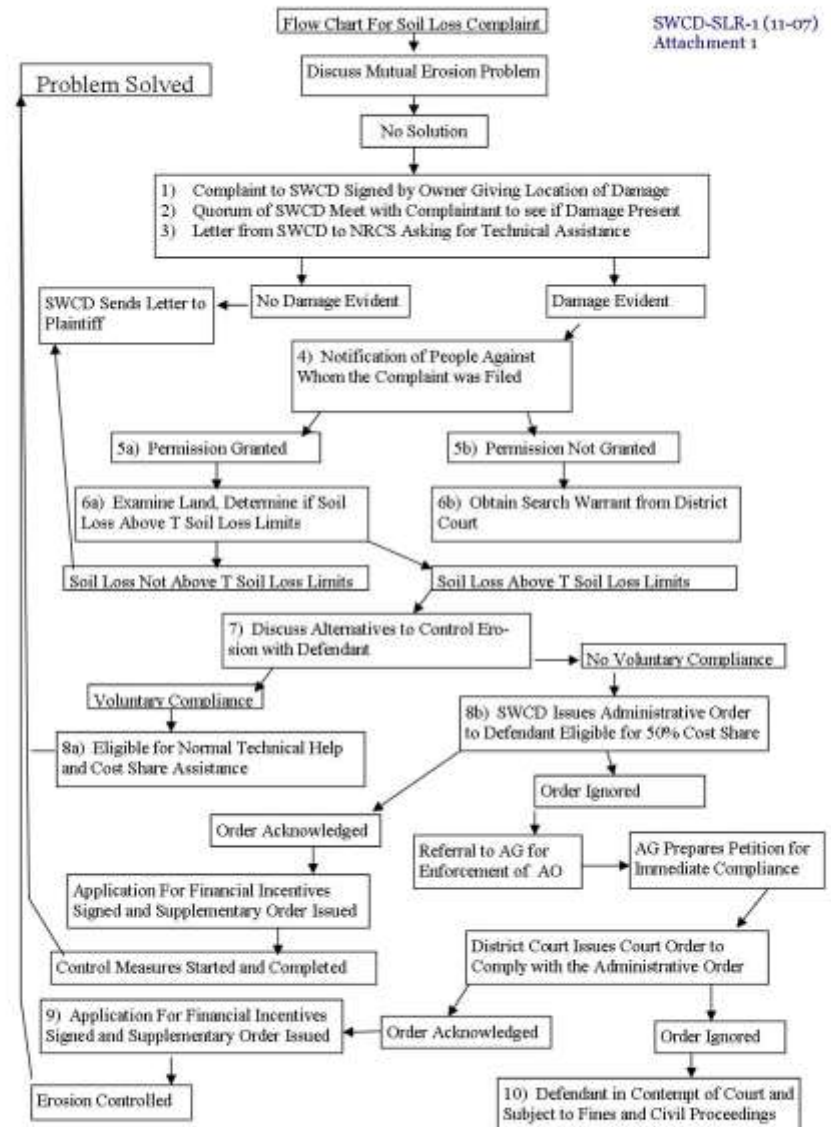 Flow Chart For Soil Loss Complaint
SWCD-SLR-1 (11-07)
Attachment 1
Problem Solved
Discuss Mutual Erosion Problem
No Solution
1) Complaint to SWCD Signed by Owner Giving Location of Damage
2) Quorum of SWCD Meet with Complaintant to see if Damage Present
3) Letter from SWCD to NRCS Asking for Technical Assistance
SWCD Sends Letter to
Plaintiff
No Damage Evident
Damage Evident
4) Notification of People Against
Whom the Complaint was Filed
5a) Permission Granted
5b) Permission Not Granted
6a) Examine Land, Determine if Soil
Loss Above T Soil Loss Limits
6b) Obtain Search Warrant from District
Court
Soil Loss Not Above T Soil Loss Limits
Soil Loss Above T Soil Loss Limits
7) Discuss Alternatives to Control Ero-
sion with Defendant
No Voluntary Compliance
Voluntary Compliance
8b) SWCD Issues Administrative Order
to Defendant Eligible for 50% Cost Share
8a) Eligible for Normal Technical Help
and Cost Share Assistance
Order Ignored
Order Acknowledged
Referral to AG for
Enforcement of AO
AG Prepares Petition for
Immediate Compliance
Application For Financial Incentives
Signed and Supplementary Order Issued
District Court Issues Court Order to
Comply with the Administrative Order
Control Measures Started and Completed
9) Application For Financial Incentives
Signed and Supplementary Order Issued
Order Acknowledged
Order Ignored
Erosion Controlled
10) Defendant in Contempt of Court and
Subject to Fines and Civil Proceedings